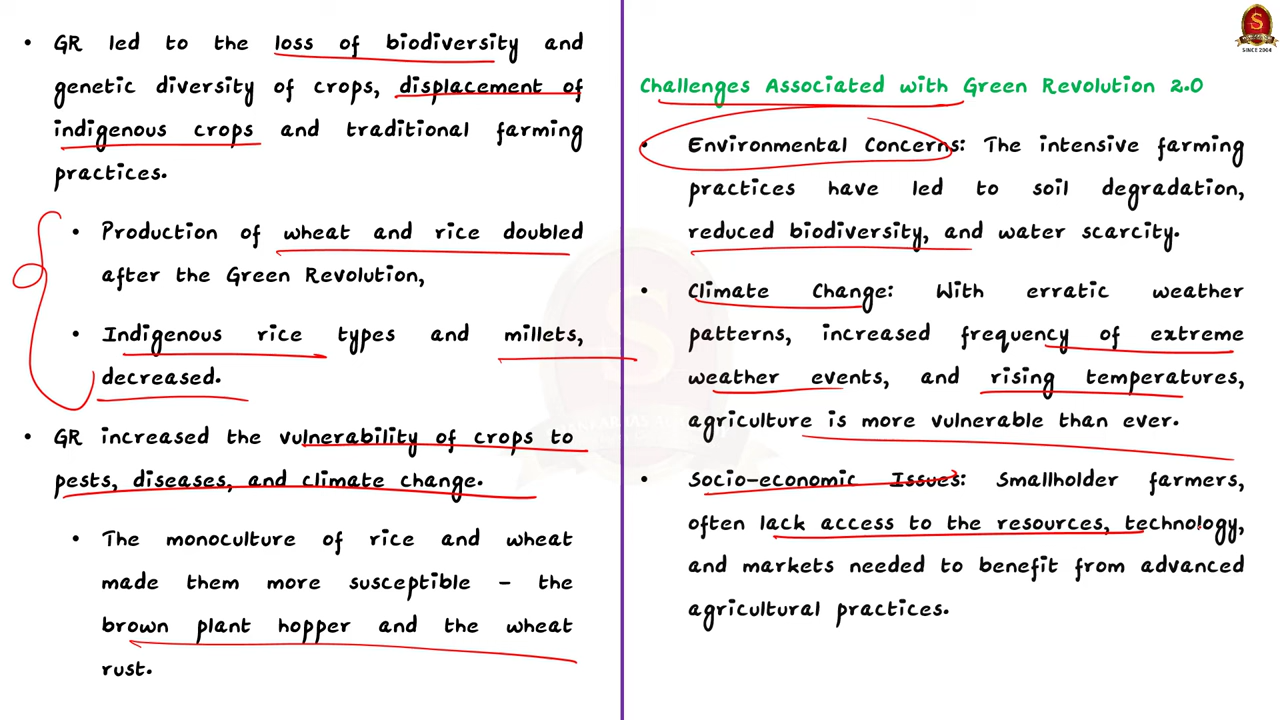 • GR led to the loss of biodiversity and
genetic diversity of crops, displacement of
indigenous crops and traditional farming
practices.
• Production of wheat and rice doubled
after the Green Revolution,
• Indigenous rice types and millets,
decreased.
• GR increased the vulnerability of crops to
pests, diseases, and climate change.
• The monoculture of rice and wheat
made them more susceptible – the
brown plant hopper and the wheat
rust.
S
SINCE 2004
Challenges Associated with Green Revolution 2.0
• Environmental Concerns: The intensive farming
practices have led to soil degradation,
reduced biodiversity, and water scarcity.
• Climate Change: With erratic weather
patterns, increased frequency of extreme
weather events, and rising temperatures,
agriculture is more vulnerable than ever.
• Socio-economic Issues: Smallholder farmers,
often lack access to the resources, technology,
and markets needed to benefit from advanced
agricultural practices.